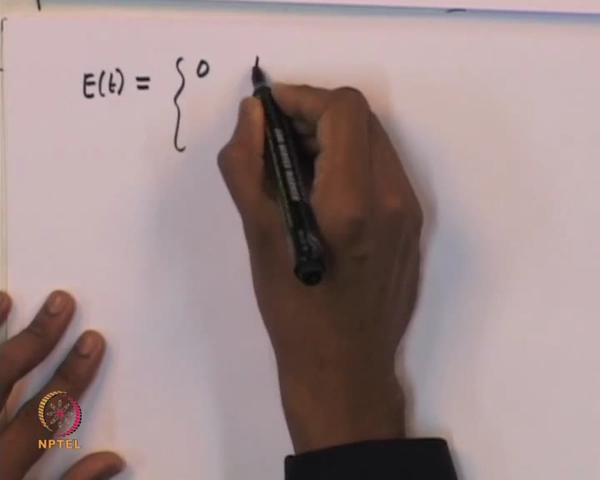 E(t) = { 0
NPTEL